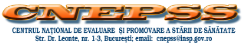 CNEPSS
CENTRUL NAŢIONAL DE EVALUARE ŞI PROMOVARE A STĂRII DE SĂNĂTATE
Str. Dr. Leonte, nr. 1-3, Bucureşti; email: cnepss@insp.gov.ro